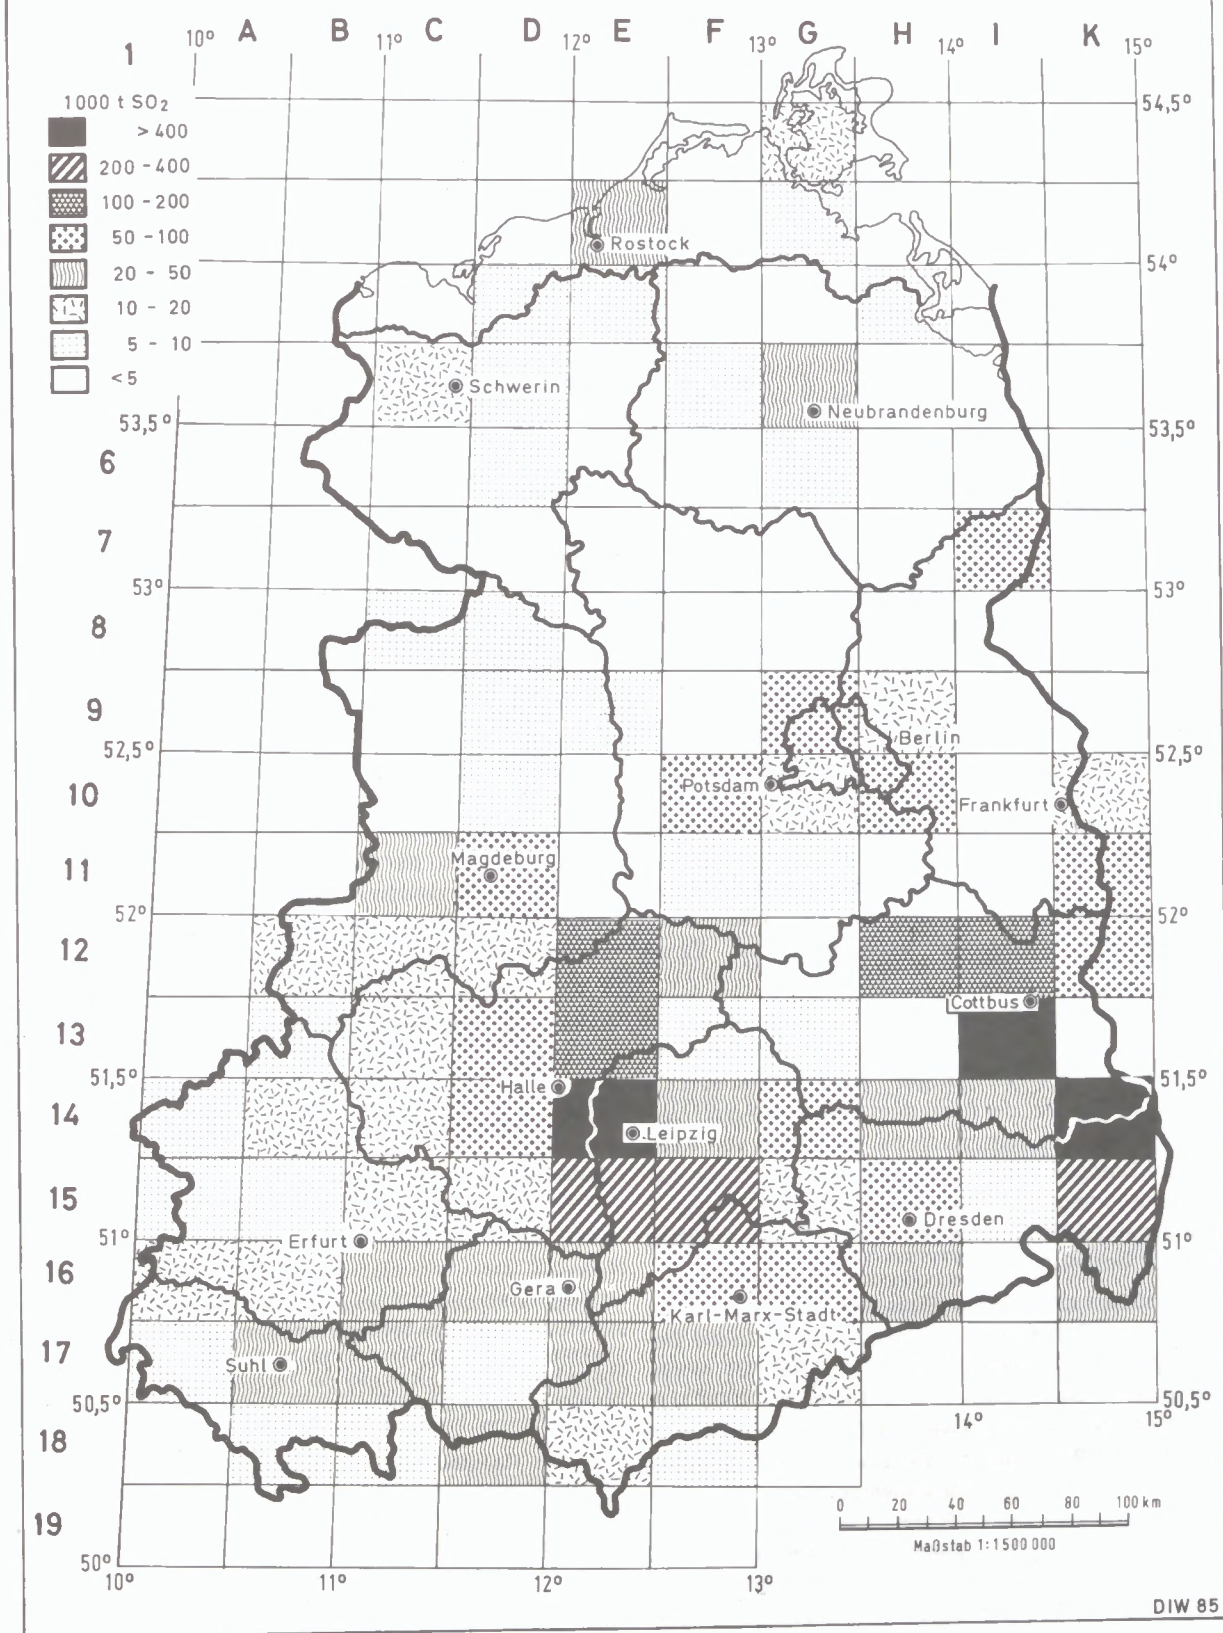 1 10° A B 11° C D 12° E F 13° G H 14° I K 15°
1000 t SO₂
> 400
200 - 400
100 - 200
50 - 100
20 - 50
10 - 20
5 - 10
< 5
54,5°
Rostock
54° 
Schwerin
Neubrandenburg
53,5° 53,5°
6
7
53° 53°
8
9
Berlin
52,5° 52,5°
10 Potsdam Frankfurt
11 Magdeburg
52° 52°
12
Cottbus
13
51,5° Halle 51,5°
14 Leipzig
15 Dresden
51° Erfurt 51°
16 Gera
Karl-Marx-Stadt
17 Suhl
50,5° 50,5°
14° 15°
18
0 20 40 60 80 100 km
19
Maßstab 1:1500 000
50°
10° 11° 12° 13°
DIW 85